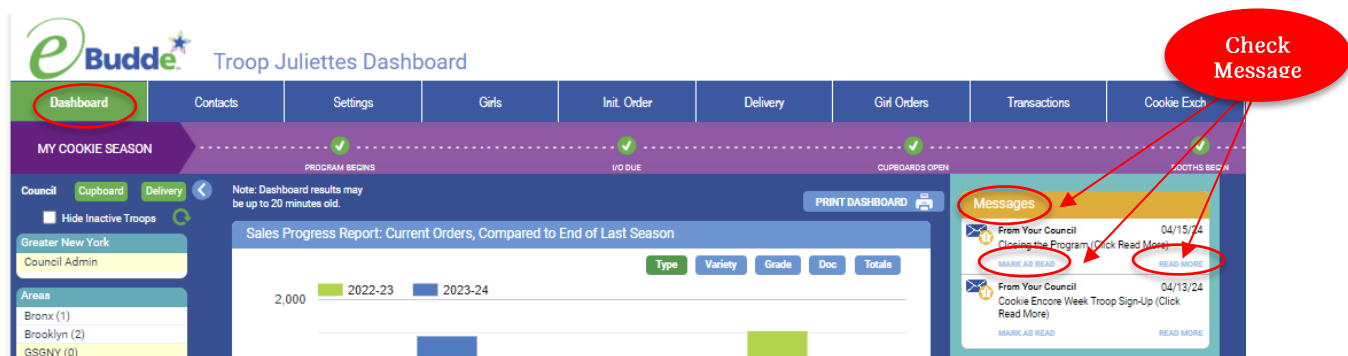 eBudde
Troop Juliettes Dashboard
Check
Message
Dashboard
Contacts
Settings
Girls
Init. Order
Delivery
Girl Orders
Transactions
Cookie Exch
MY COOKIE SEASON
PROGRAM BEGINS
I/O DUE
CUPBOARDS OPEN
BOOTHS BEGIN
Council
Cupboard
Delivery
Hide Inactive Troops
Greater New York
Council Admin
Areas
Bronx (1)
Brooklyn (2)
GSGNY (0)
Note: Dashboard results may
be up to 20 minutes old.
PRINT DASHBOARD
Sales Progress Report: Current Orders, Compared to End of Last Season
Type
Variety
Grade
Doc
Totals
2022-23
2023-24
2,000
Messages
From Your Council 04/15/24
Closing the Program (Click Read More)
MARK AS READ READ MORE
From Your Council 04/13/24
Cookie Encore Week Troop Sign-Up (Click
Read More)
MARK AS READ READ MORE